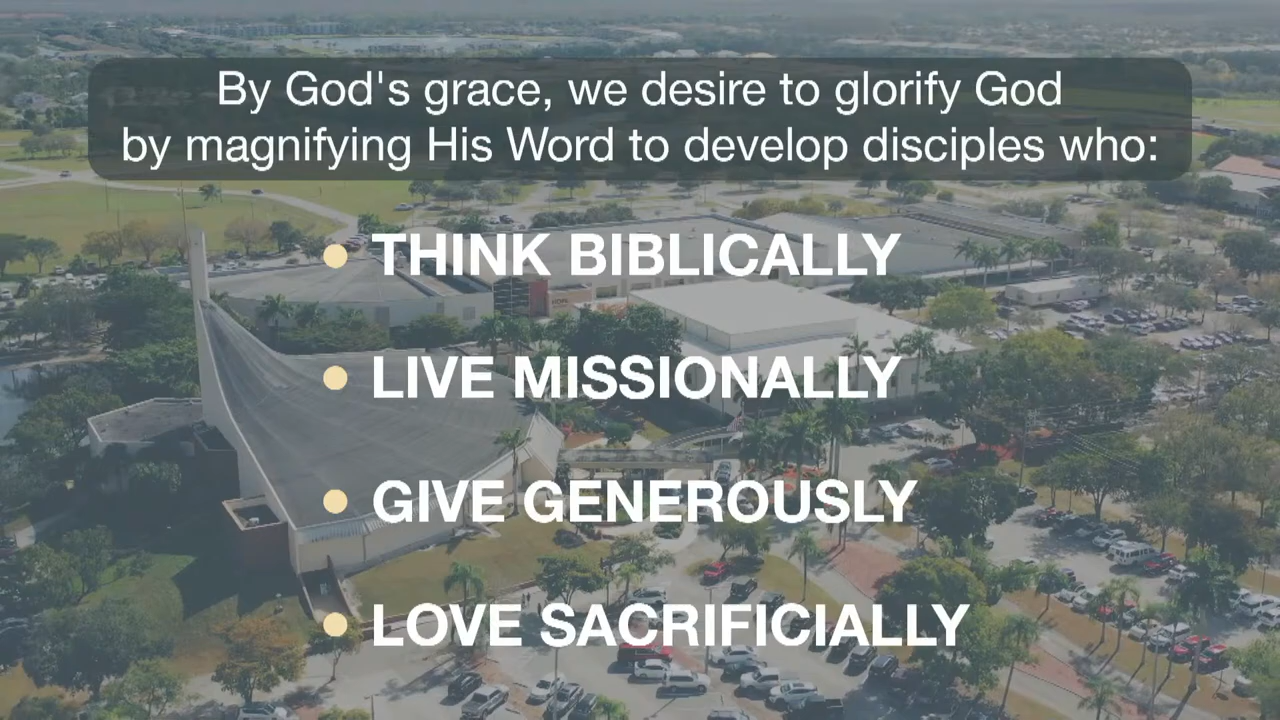 By God's grace, we desire to glorify God
by magnifying His Word to develop disciples who:
• THINK BIBLICALLY
• LIVE MISSIONALLY
• GIVE GENEROUSLY
• LOVE SACRIFICIALLY